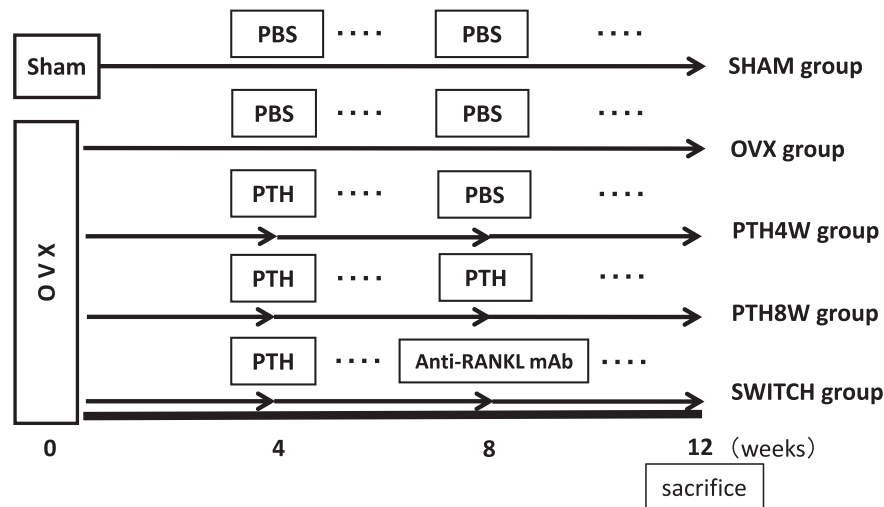 PBS ···· PBS ····
Sham
SHAM group
PBS ···· PBS ····
OVX group
OVX
PTH ···· PBS ····
PTH4W group
PTH ···· PTH ····
PTH8W group
PTH ···· Anti-RANKL mAb ····
SWITCH group
0 4 8 12 (weeks)
sacrifice